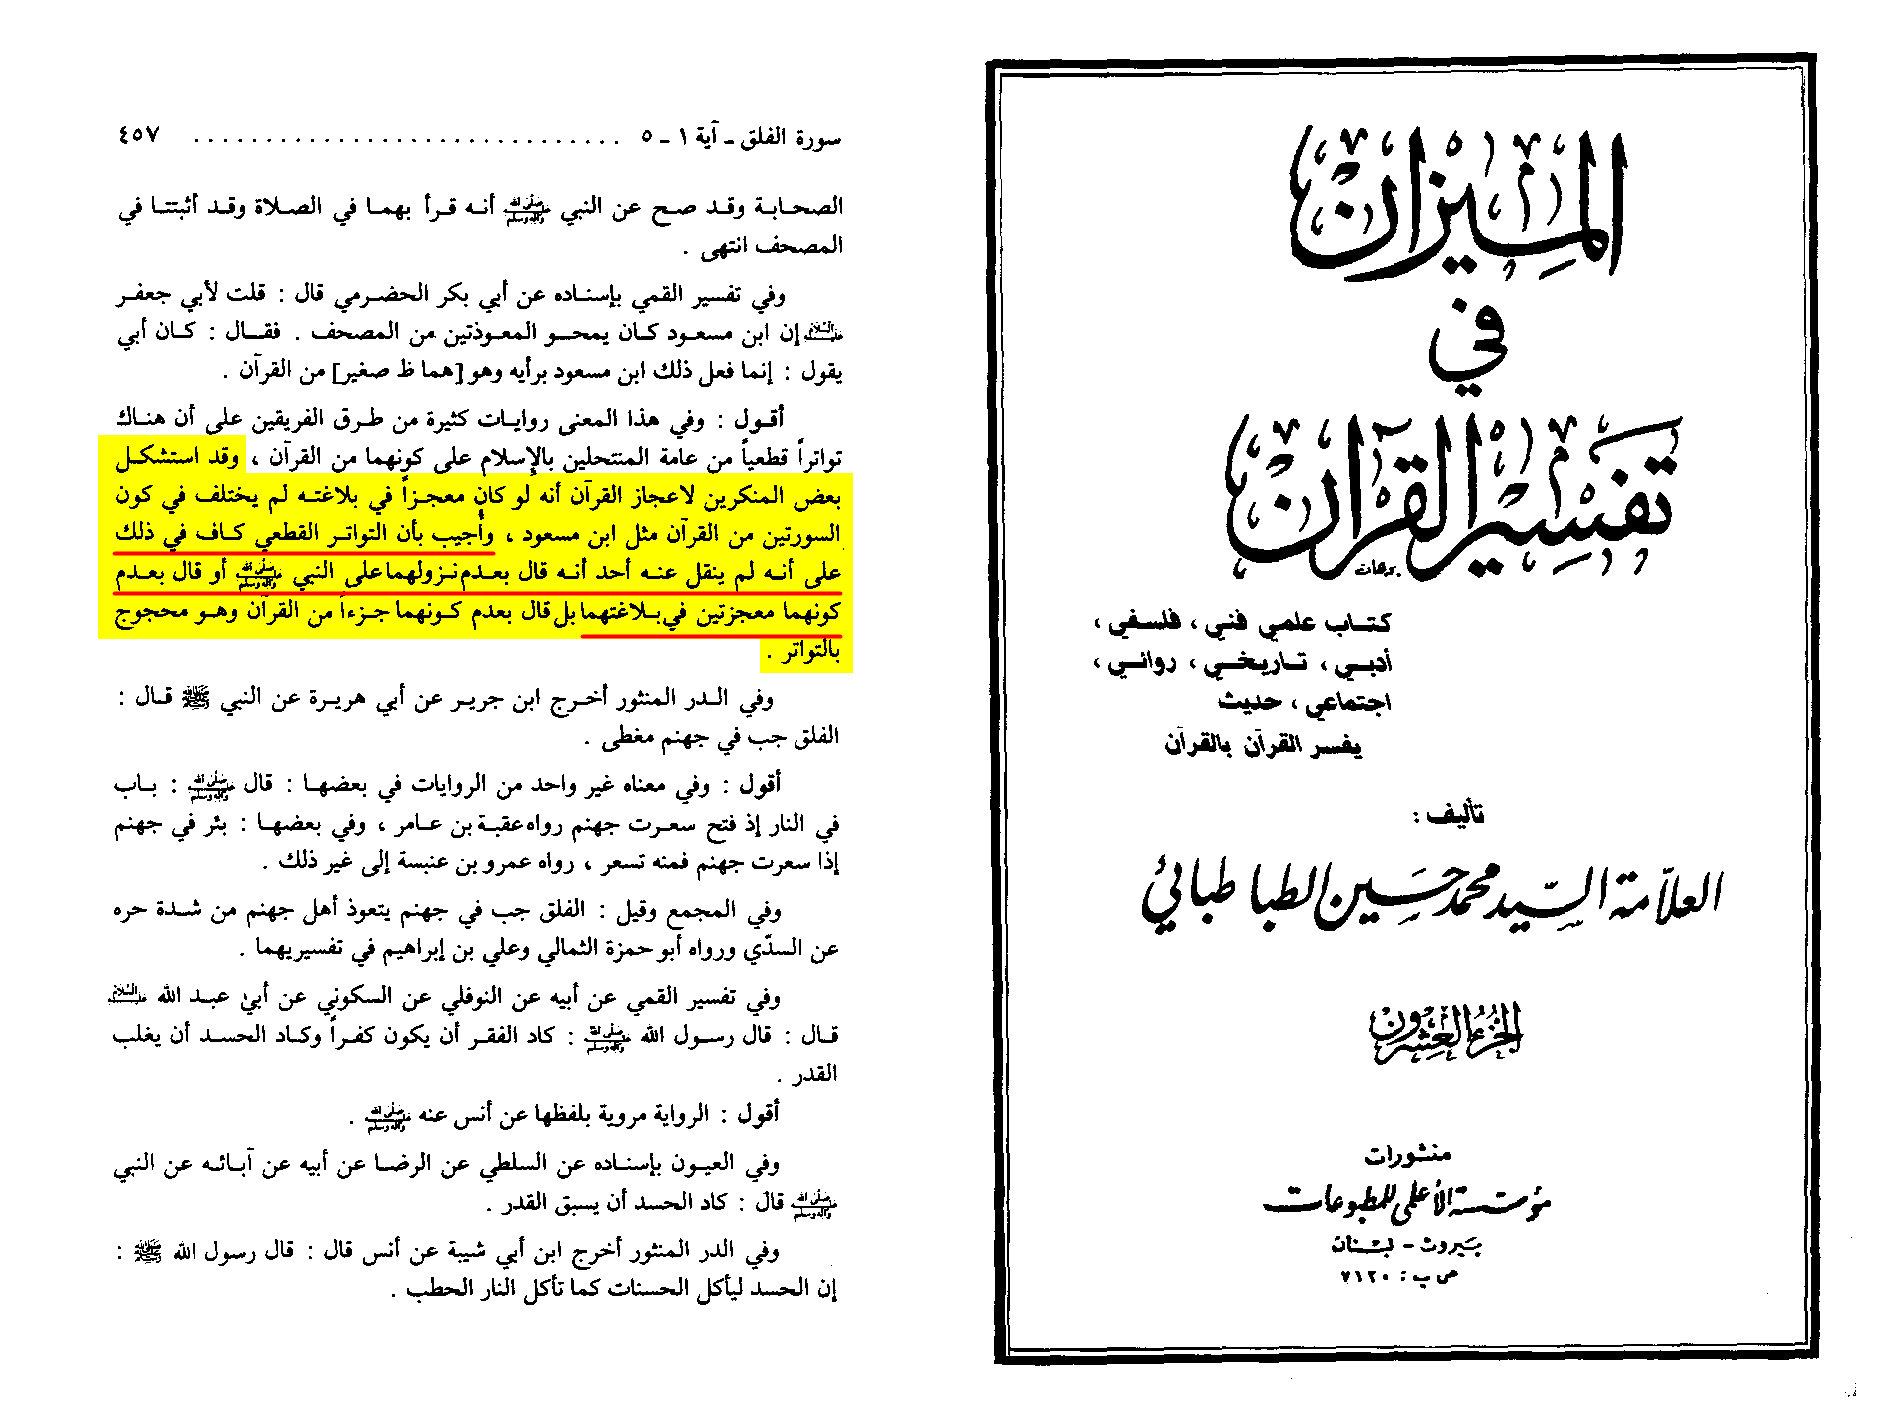 الميزان
في
تفسير القرآن
كتاب علمي فني ، فلسفي ،
أدبي ، تاريخي ، روائي ،
اجتماعي ، حديث
يفسر القرآن بالقرآن
تأليف :
العلامة السيد محمد حسين الطباطبائي
الجزء العشرون
منشورات
مؤسسة الأعلمي للمطبوعات
بيروت - لبنان
ص ب : ٧١٢٠
سورة الفلق ـ آية ١ ـ ٥ . . . . . . . . . . . . . . . . . . . . . . . . . . . . . ٤٥٧
الصحابة وقد صح عن النبي ﷺ أنه قرأ بهما في الصلاة وقد أثبتتا في
المصحف انتهى .
وفي تفسير القمي بإسناده عن أبي بكر الحضرمي قال : قلت لأبي جعفر
عليه السلام إن ابن مسعود كان يمحو المعوذتين من المصحف . فقال : كان أبي
يقول : إنما فعل ذلك ابن مسعود برأيه وهو [هما ظ صغير] من القرآن .
أقول : وفي هذا المعنى روايات كثيرة من طرق الفريقين على أن هناك
تواتراً قطعياً من عامة المنتحلين بالإسلام على كونهما من القرآن ، وقد استشكل
بعض المنكرين لاعجاز القرآن أنه لو كان معجزاً في بلاغته لم يختلف في كون
السورتين من القرآن مثل ابن مسعود ، وأجيب بأن التواتر القطعي كاف في ذلك
على أنه لم ينقل عنه أحد أنه قال بعدم نزولهما على النبي صلى الله عليه وآله وسلم أو قال بعدم
كونهما معجزتين في بلاغتهما بل قال بعدم كونهما جزءاً من القرآن وهو محجوج
بالتواتر .
وفي الدر المنثور أخرج ابن جرير عن أبي هريرة عن النبي ﷺ قال :
الفلق جب في جهنم مغطى .
أقول : وفي معناه غير واحد من الروايات في بعضها : قال صلى الله عليه وآله وسلم : باب
في النار إذ فتح سعرت جهنم رواه عقبة بن عامر ، وفي بعضها : بئر في جهنم
إذا سعرت جهنم فمنه تسعر ، رواه عمرو بن عنبسة إلى غير ذلك .
وفي المجمع وقيل : الفلق جب في جهنم يتعوذ أهل جهنم من شدة حره
عن السدّي ورواه أبو حمزة الثمالي وعلي بن إبراهيم في تفسيريهما .
وفي تفسير القمي عن أبيه عن النوفلي عن السكوني عن أبي عبد الله عليه السلام
قال : قال رسول الله صلى الله عليه وآله وسلم : كاد الفقر أن يكون كفراً وكاد الحسد أن يغلب
القدر .
أقول : الرواية مروية بلفظها عن أنس عنه صلى الله عليه وآله وسلم .
وفي العيون بإسناده عن السلطي عن الرضا عن أبيه عن آبائه عن النبي
صلى الله عليه وآله وسلم قال : كاد الحسد أن يسبق القدر .
وفي الدر المنثور أخرج ابن أبي شيبة عن أنس قال : قال رسول الله ﷺ :
إن الحسد ليأكل الحسنات كما تأكل النار الحطب .